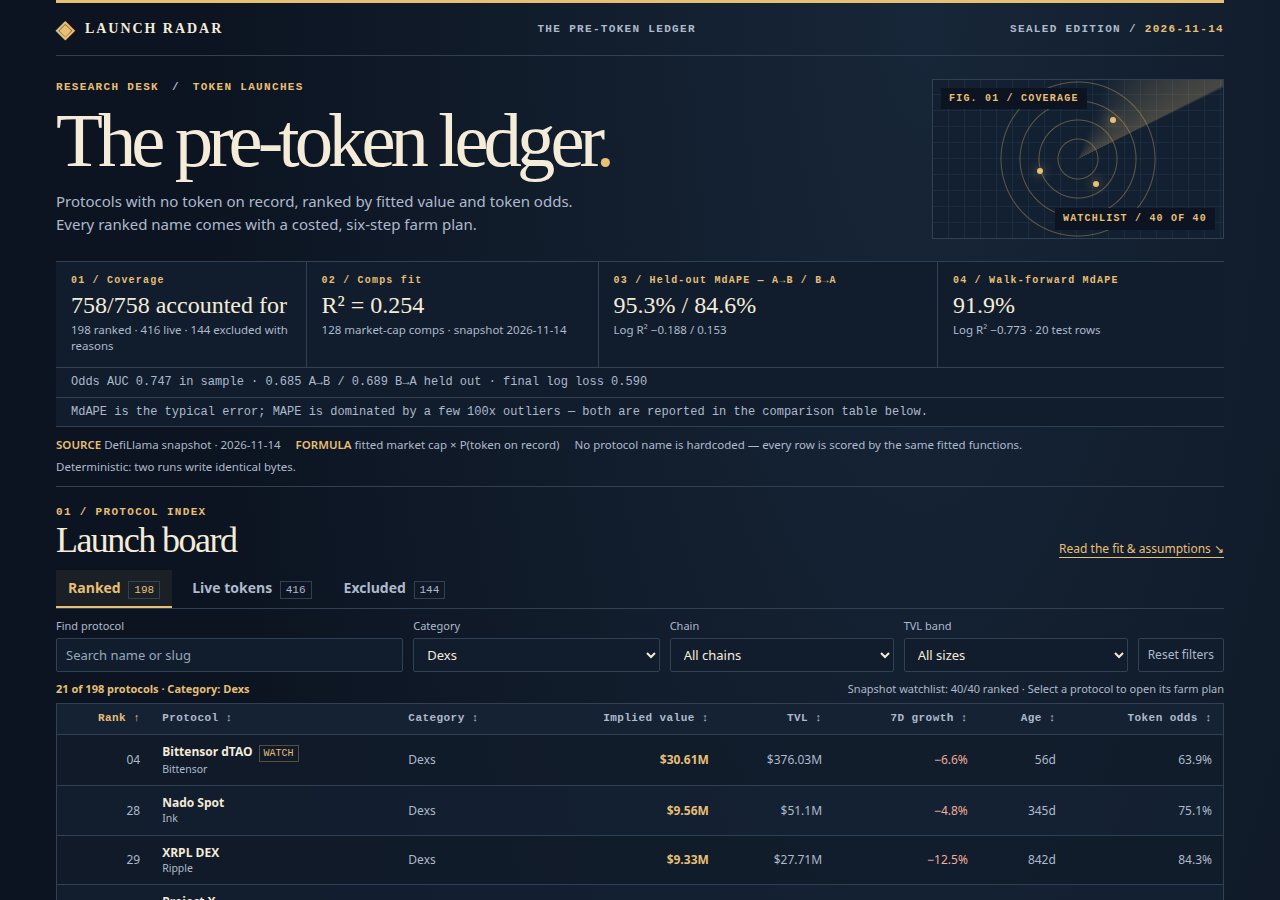 LAUNCH RADAR
THE PRE-TOKEN LEDGER
SEALED EDITION / 2026-11-14
RESEARCH DESK / TOKEN LAUNCHES
The pre-token ledger.
Protocols with no token on record, ranked by fitted value and token odds.
Every ranked name comes with a costed, six-step farm plan.
FIG. 01 / COVERAGE
WATCHLIST / 40 OF 40
01 / Coverage
758/758 accounted for
198 ranked · 416 live · 144 excluded with
reasons
02 / Comps fit
R² = 0.254
128 market-cap comps · snapshot 2026-11-14
03 / Held-out MdAPE — A→B / B→A
95.3% / 84.6%
Log R² −0.188 / 0.153
04 / Walk-forward MdAPE
91.9%
Log R² −0.773 · 20 test rows
Odds AUC 0.747 in sample · 0.685 A→B / 0.689 B→A held out · final log loss 0.590
MdAPE is the typical error; MAPE is dominated by a few 100x outliers — both are reported in the comparison table below.
SOURCE DefiLlama snapshot · 2026-11-14 FORMULA fitted market cap × P(token on record) No protocol name is hardcoded — every row is scored by the same fitted functions.
Deterministic: two runs write identical bytes.
01 / PROTOCOL INDEX
Launch board
Read the fit & assumptions ↘
Ranked 198 Live tokens 416 Excluded 144
Find protocol Category Chain TVL band
Search name or slug Dexs All chains All sizes Reset filters
21 of 198 protocols · Category: Dexs
Snapshot watchlist: 40/40 ranked · Select a protocol to open its farm plan
Rank ↑ Protocol ↕ Category ↕ Implied value ↕ TVL ↕ 7D growth ↕ Age ↕ Token odds ↕
04 Bittensor dTAO WATCH Dexs $30.61M $376.03M −6.6% 56d 63.9%
Bittensor
28 Nado Spot Dexs $9.56M $51.1M −4.8% 345d 75.1%
Ink
29 XRPL DEX Dexs $9.33M $27.71M −12.5% 842d 84.3%
Ripple
Project X